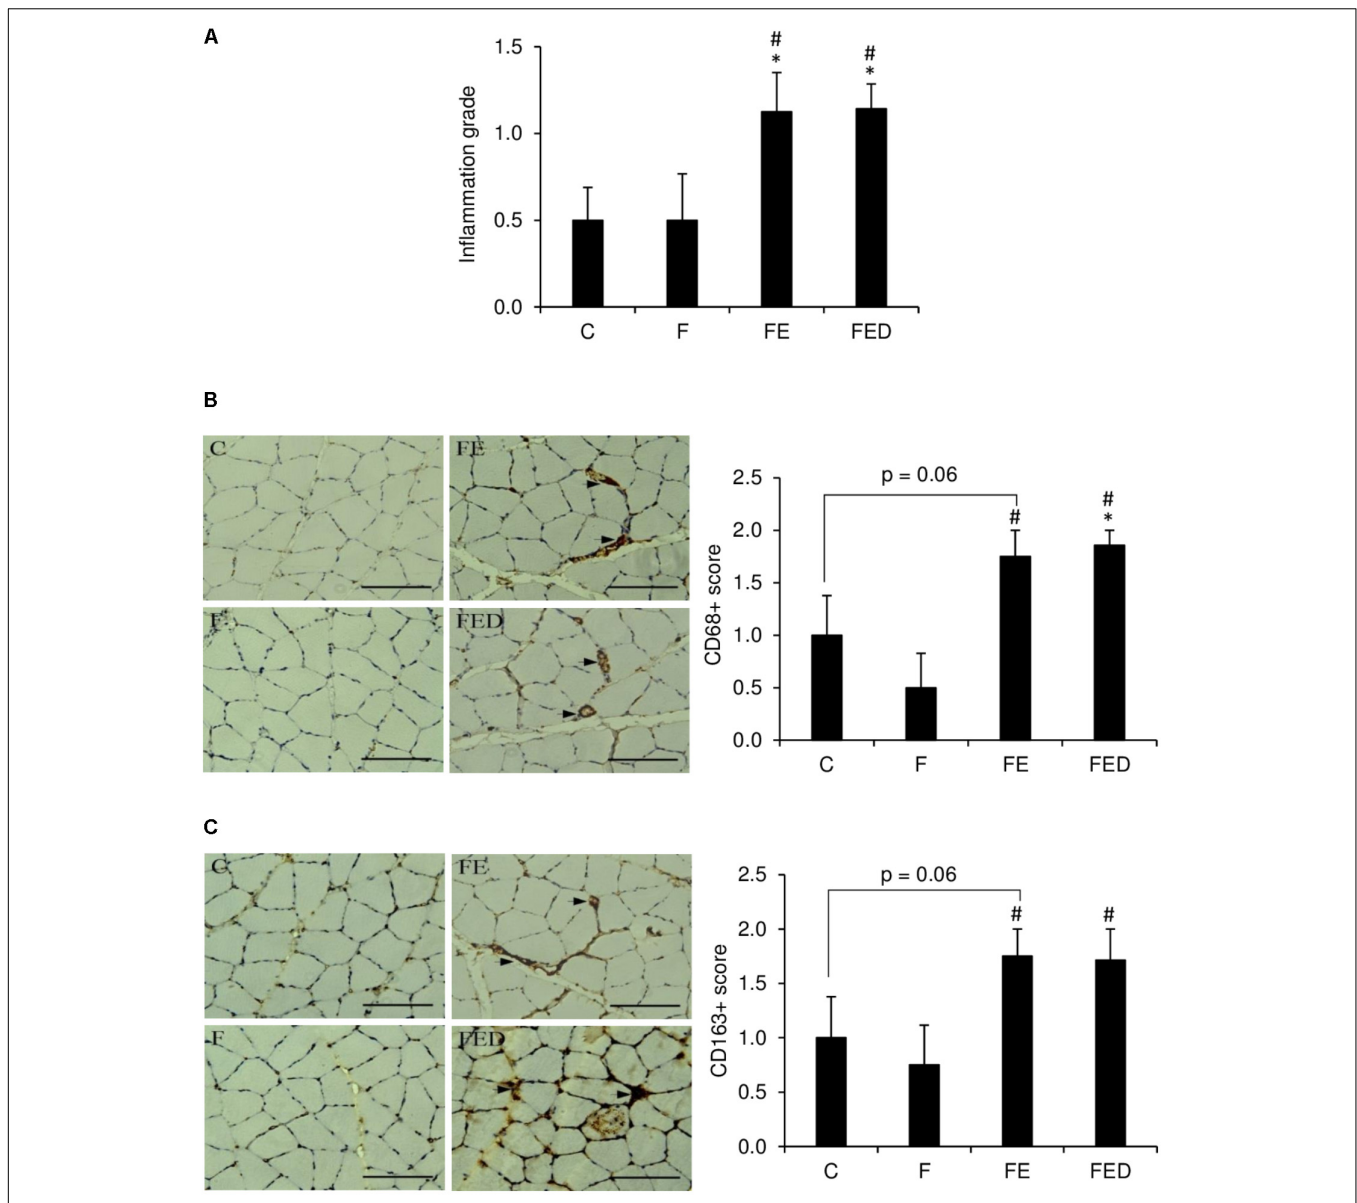 A
1.5
1.0
0.5
0.0
Inflammation grade
#
*
#
*
C
F
FE
FED
B
C
FE
F
FED
2.5
2.0
1.5
1.0
0.5
0.0
CD68+ score
p = 0.06
#
#
*
C
F
FE
FED
C
C
FE
F
FED
2.5
2.0
1.5
1.0
0.5
0.0
CD163+ score
p = 0.06
#
#
C
F
FE
FED